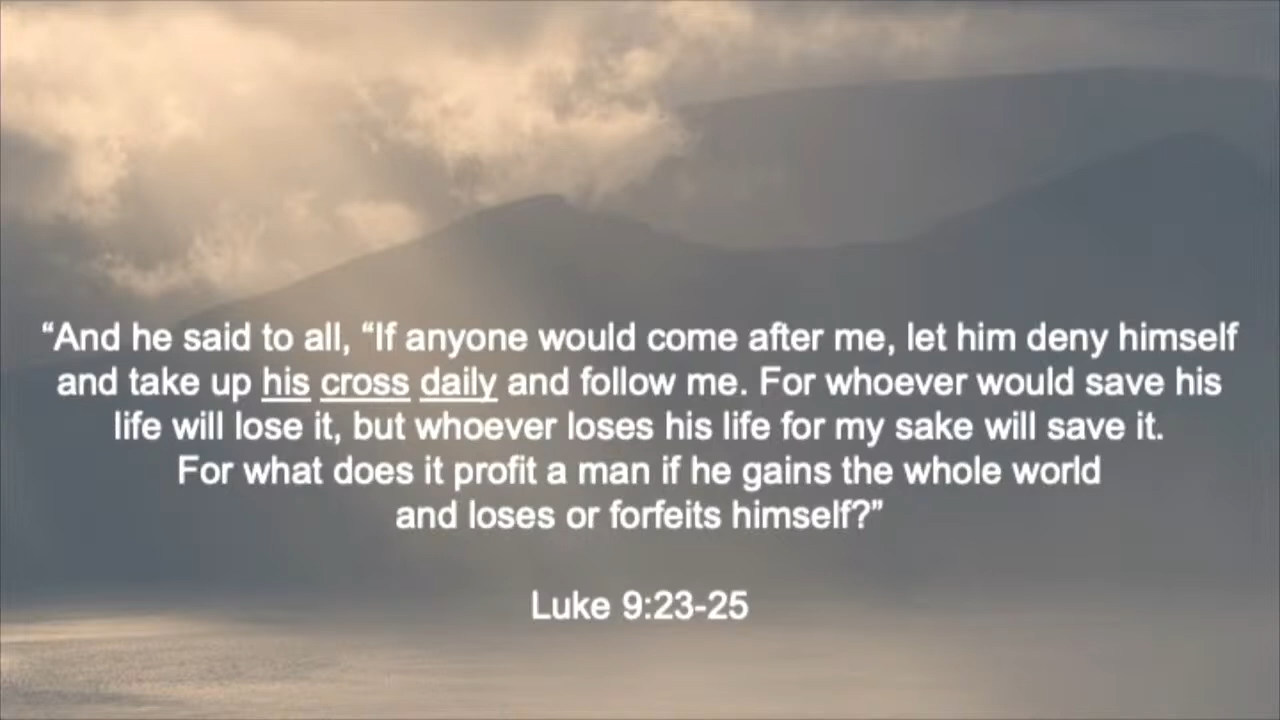 “And he said to all, “If anyone would come after me, let him deny himself
and take up his cross daily and follow me. For whoever would save his
life will lose it, but whoever loses his life for my sake will save it.
For what does it profit a man if he gains the whole world
and loses or forfeits himself?”
Luke 9:23-25